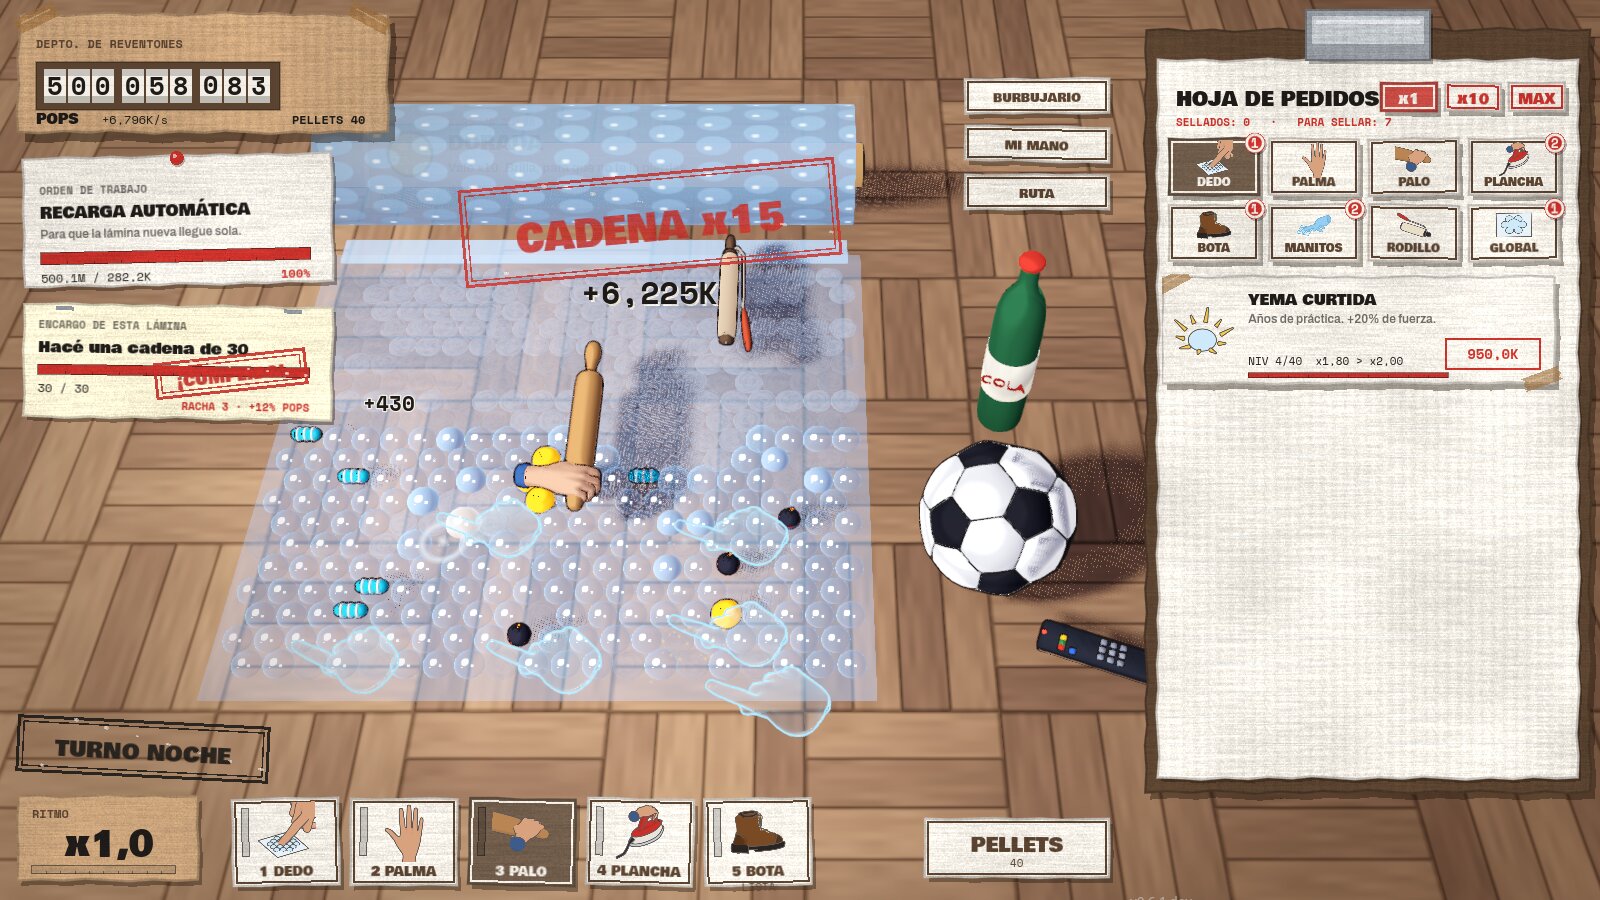 DEPTO. DE REVENTONES
500 058 083
POPS +6,796K/s PELLETS 40
ORDEN DE TRABAJO
RECARGA AUTOMÁTICA
Para que la lámina nueva llegue sola.
500.1M / 282.2K 100%
ENCARGO DE ESTA LÁMINA
Hacé una cadena de 30
30 / 30
RACHA 3 · +12% POPS
CADENA x15
+6,225K
+430
COLA
BURBUJARIO
MI MANO
RUTA
HOJA DE PEDIDOS x1 x10 MAX
SELLADOS: 0 · PARA SELLAR: 7
1 2
DEDO PALMA PALO PLANCHA
1 2 1
BOTA MANITOS RODILLO GLOBAL
YEMA CURTIDA
Años de práctica. +20% de fuerza.
NIV 4/40 x1,80 > x2,00 950,0K
TURNO NOCHE
RITMO
x1,0
1 DEDO 2 PALMA 3 PALO 4 PLANCHA 5 BOTA
PELLETS
40